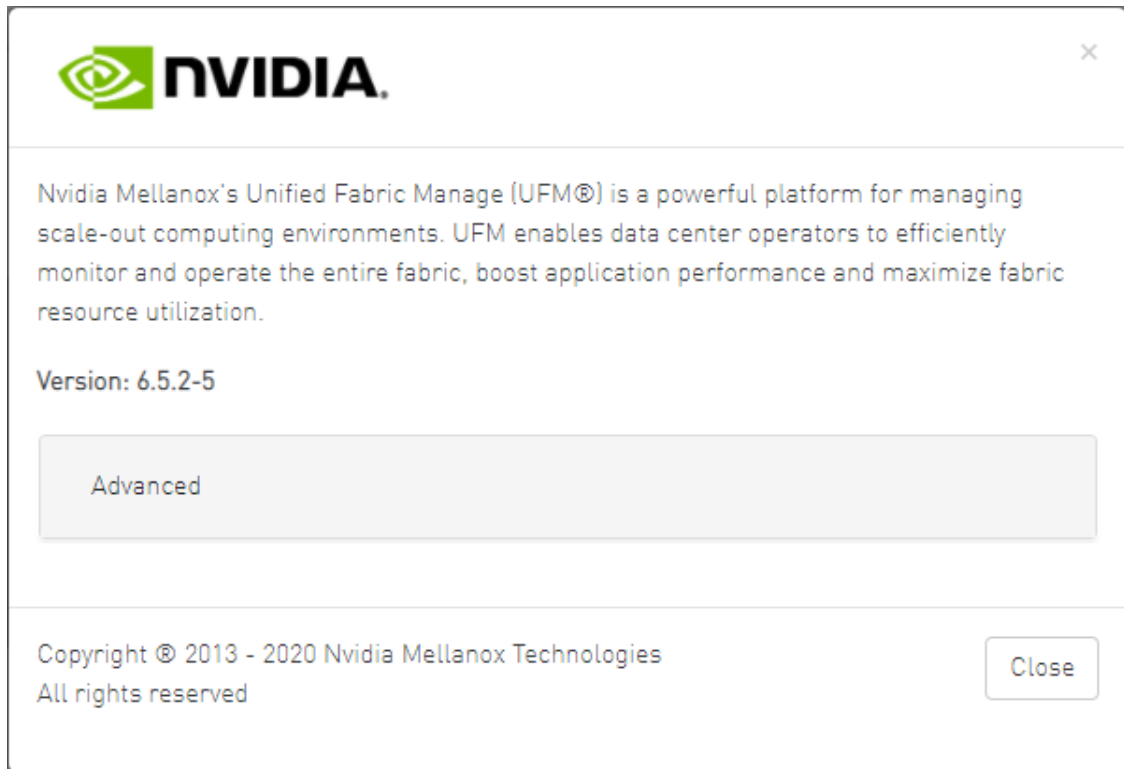 NVIDIA.
×
Nvidia Mellanox's Unified Fabric Manage (UFM®) is a powerful platform for managing
scale-out computing environments. UFM enables data center operators to efficiently
monitor and operate the entire fabric, boost application performance and maximize fabric
resource utilization.
Version: 6.5.2-5
Advanced
Copyright ® 2013 - 2020 Nvidia Mellanox Technologies
All rights reserved
Close